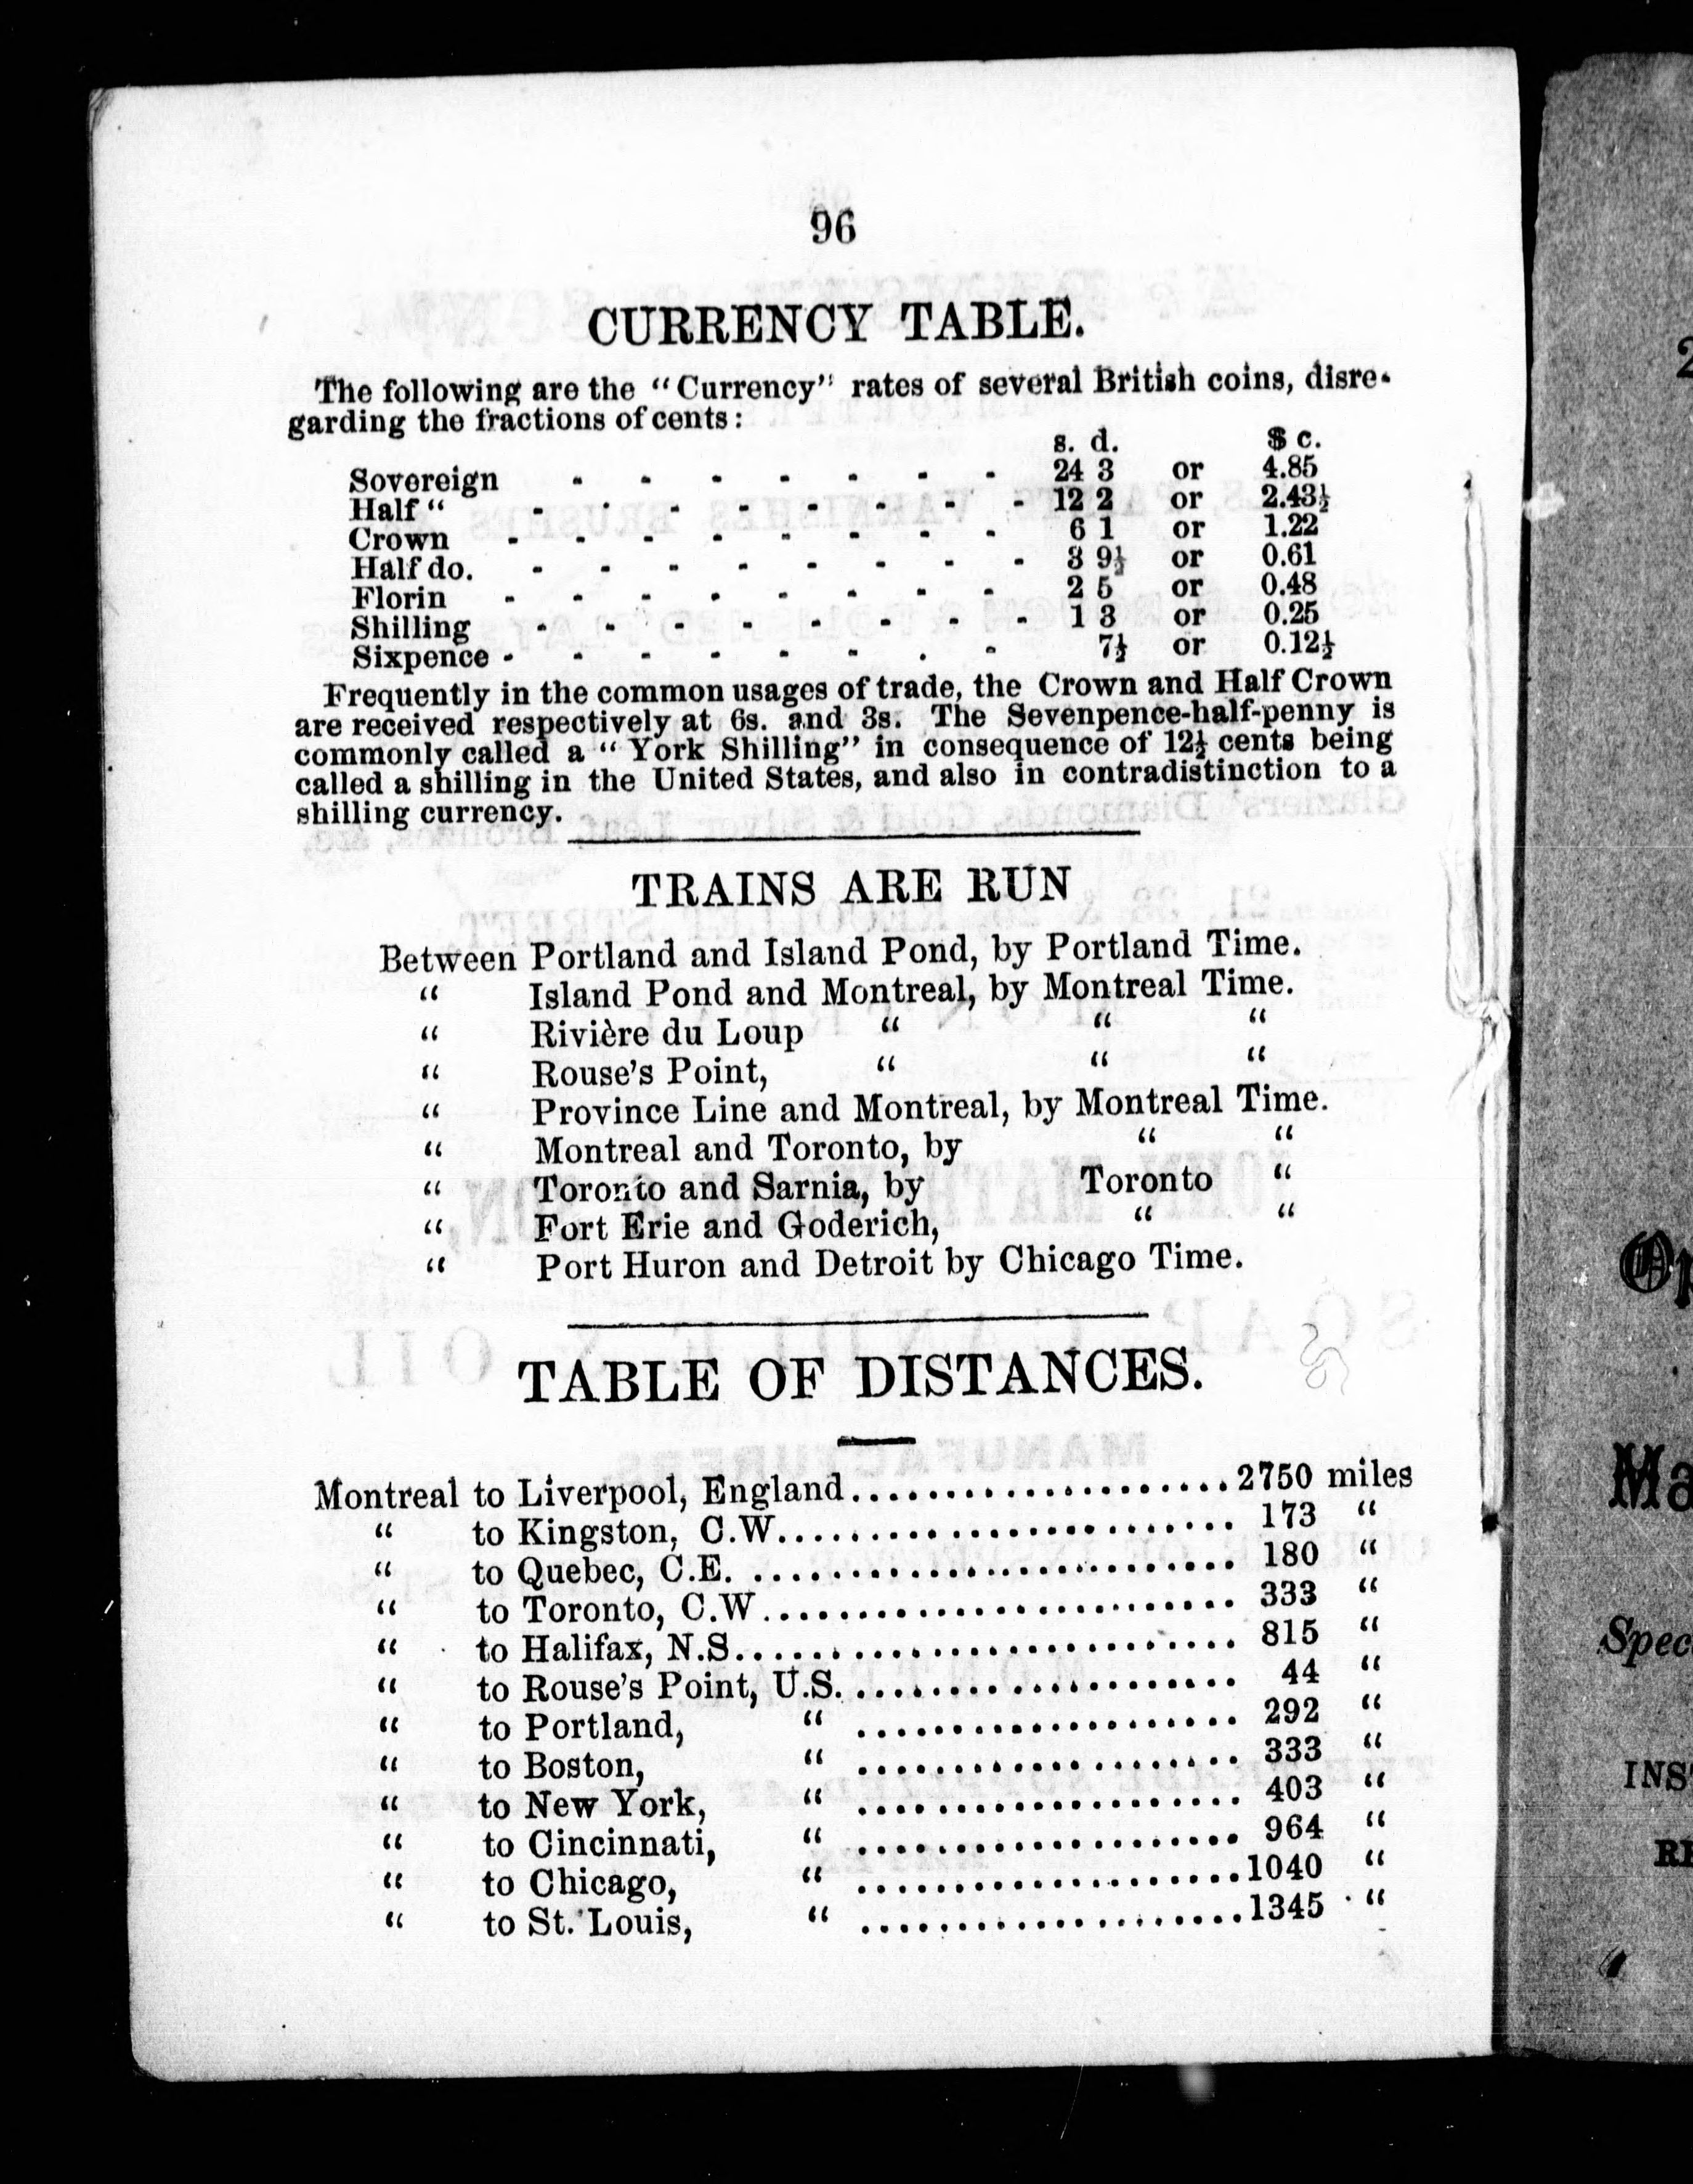 96
CURRENCY TABLE.
The following are the "Currency" rates of several British coins, disre-
garding the fractions of cents:
s. d. $ c.
Sovereign - - - - - - - 24 3 or 4.85
Half " - - - - - - - - 12 2 or 2.43½
Crown - - - - - - - - 6 1 or 1.22
Half do. - - - - - - - - 3 9½ or 0.61
Florin - - - - - - - - 2 5 or 0.48
Shilling - - - - - - - - 1 3 or 0.25
Sixpence - - - - - - . - 7½ or 0.12½
Frequently in the common usages of trade, the Crown and Half Crown
are received respectively at 6s. and 3s. The Sevenpence-half-penny is
commonly called a "York Shilling" in consequence of 12½ cents being
called a shilling in the United States, and also in contradistinction to a
shilling currency.
TRAINS ARE RUN
Between Portland and Island Pond, by Portland Time.
" Island Pond and Montreal, by Montreal Time.
" Rivière du Loup " " "
" Rouse's Point, " " "
" Province Line and Montreal, by Montreal Time.
" Montreal and Toronto, by " "
" Toronto and Sarnia, by Toronto "
" Fort Erie and Goderich, " "
" Port Huron and Detroit by Chicago Time.
TABLE OF DISTANCES.
Montreal to Liverpool, England.................... 2750 miles
" to Kingston, C.W........................ 173 "
" to Quebec, C.E. ......................... 180 "
" to Toronto, C.W......................... 333 "
" to Halifax, N.S.......................... 815 "
" to Rouse's Point, U.S. .................... 44 "
" to Portland, " .................... 292 "
" to Boston, " .................... 333 "
" to New York, " .................... 403 "
" to Cincinnati, " .................... 964 "
" to Chicago, " ....................1040 "
" to St. Louis, " ....................1345 "
2
Op
Ma
Spec
INS
RE